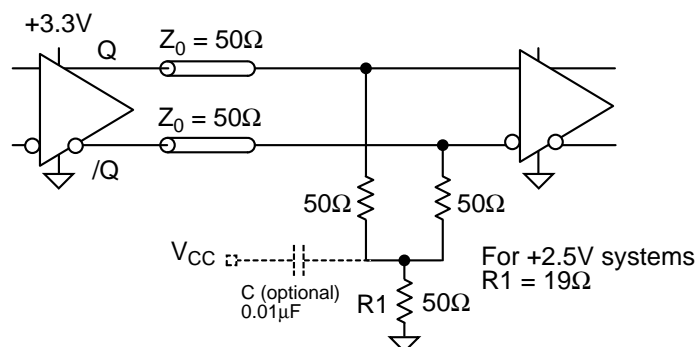 +3.3V
Q
Z0 = 50Ω
Z0 = 50Ω
/Q
50Ω
50Ω
VCC
C (optional)
0.01μF
R1
50Ω
For +2.5V systems
R1 = 19Ω